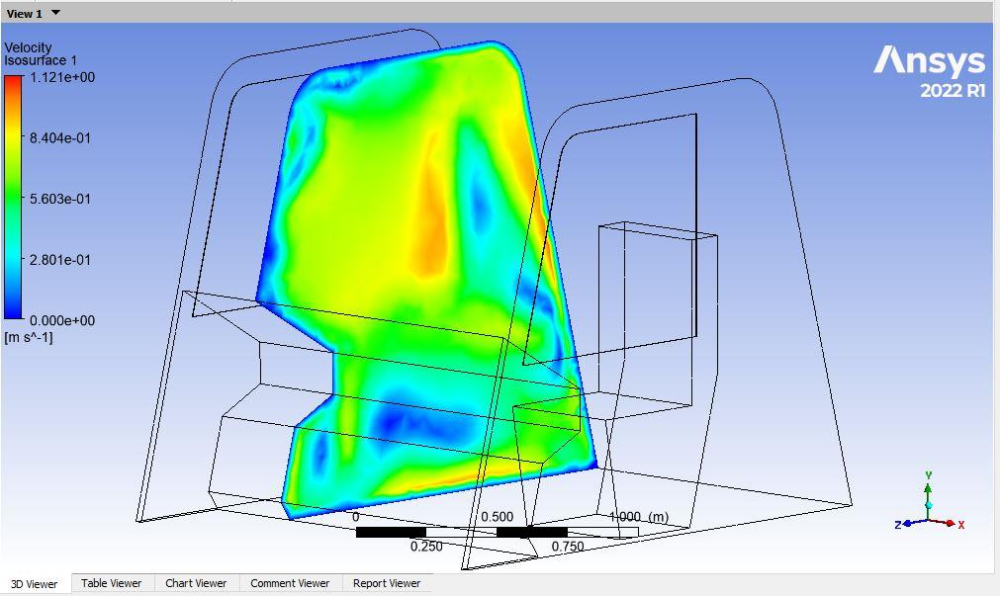 View 1
Velocity
Isosurface 1
1.121e+00
8.404e-01
5.603e-01
2.801e-01
0.000e+00
[m s^-1]
Ansys
2022 R1
0 0.500 1.000 (m)
0.250 0.750
Y
Z X
3D Viewer Table Viewer Chart Viewer Comment Viewer Report Viewer